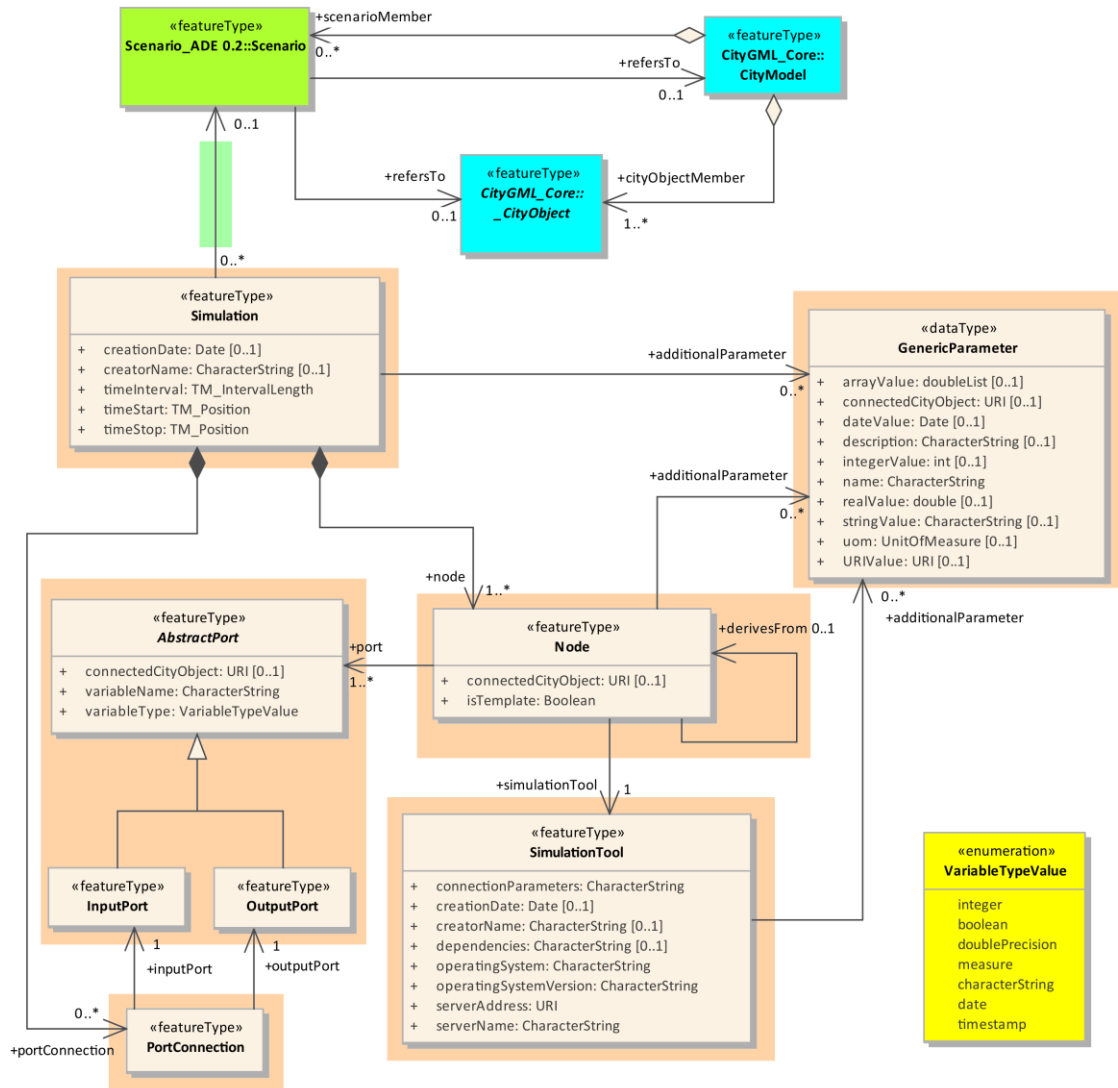 «featureType»
Scenario_ADE 0.2::Scenario
+scenarioMember
0..*
«featureType»
CityGML_Core::
CityModel
+refersTo
0..1
0..1
«featureType»
CityGML_Core::
_CityObject
+refersTo
0..1
+cityObjectMember
1..*
0..*
«featureType»
Simulation
+ creationDate: Date [0..1]
+ creatorName: CharacterString [0..1]
+ timeInterval: TM_IntervalLength
+ timeStart: TM_Position
+ timeStop: TM_Position
+additionalParameter
0..*
«dataType»
GenericParameter
+ arrayValue: doubleList [0..1]
+ connectedCityObject: URI [0..1]
+ dateValue: Date [0..1]
+ description: CharacterString [0..1]
+ integerValue: int [0..1]
+ name: CharacterString
+ realValue: double [0..1]
+ stringValue: CharacterString [0..1]
+ uom: UnitOfMeasure [0..1]
+ URIValue: URI [0..1]
+additionalParameter
0..*
+node
1..*
0..*
+additionalParameter
«featureType»
AbstractPort
+ connectedCityObject: URI [0..1]
+ variableName: CharacterString
+ variableType: VariableTypeValue
+port
1..*
«featureType»
Node
+ connectedCityObject: URI [0..1]
+ isTemplate: Boolean
+derivesFrom 0..1
+simulationTool
1
«featureType»
SimulationTool
+ connectionParameters: CharacterString
+ creationDate: Date [0..1]
+ creatorName: CharacterString [0..1]
+ dependencies: CharacterString [0..1]
+ operatingSystem: CharacterString
+ operatingSystemVersion: CharacterString
+ serverAddress: URI
+ serverName: CharacterString
«enumeration»
VariableTypeValue
integer
boolean
doublePrecision
measure
characterString
date
timestamp
«featureType»
InputPort
«featureType»
OutputPort
1
+inputPort
1
+outputPort
0..*
+portConnection
«featureType»
PortConnection